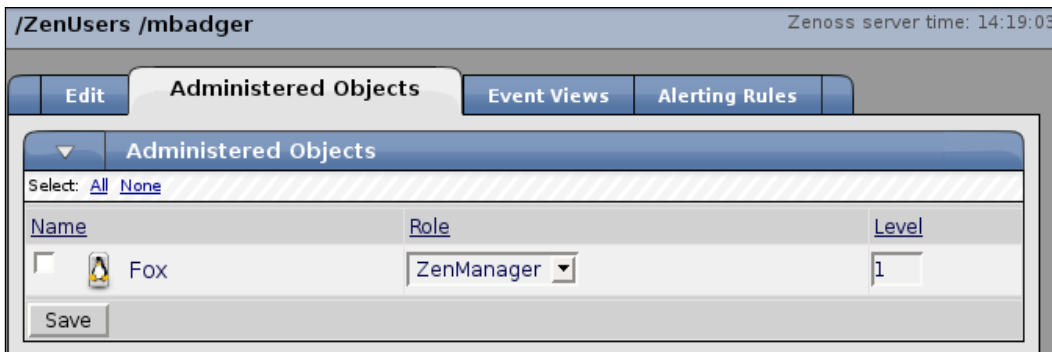 /ZenUsers /mbadger Zenoss server time: 14:19:03
Edit Administered Objects Event Views Alerting Rules
Administered Objects
Select: All None
Name Role Level
Fox ZenManager 1
Save